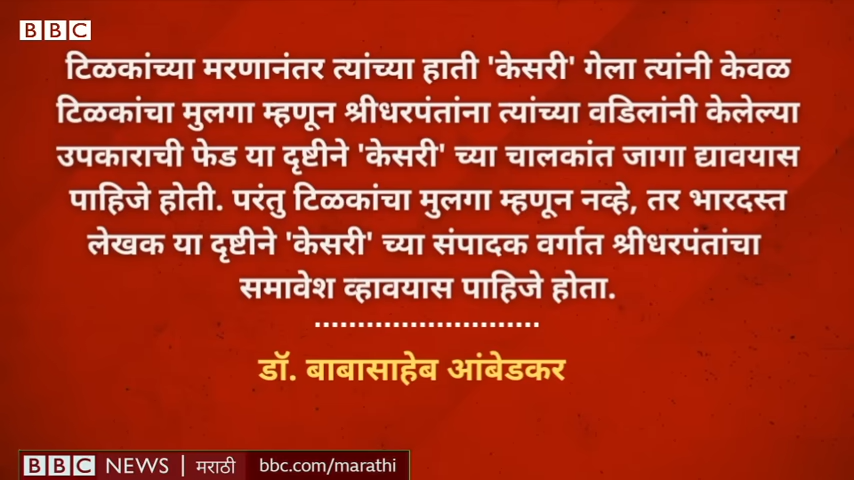 BBC
टिळकांच्या मरणानंतर त्यांच्या हाती 'केसरी' गेला त्यांनी केवळ
टिळकांचा मुलगा म्हणून श्रीधरपंतांना त्यांच्या वडिलांनी केलेल्या
उपकाराची फेड या दृष्टीने 'केसरी' च्या चालकांत जागा द्यावयास
पाहिजे होती. परंतु टिळकांचा मुलगा म्हणून नव्हे, तर भारदस्त
लेखक या दृष्टीने 'केसरी' च्या संपादक वर्गात श्रीधरपंतांचा
समावेश व्हावयास पाहिजे होता.
..........................
डॉ. बाबासाहेब आंबेडकर
BBC NEWS | मराठी bbc.com/marathi